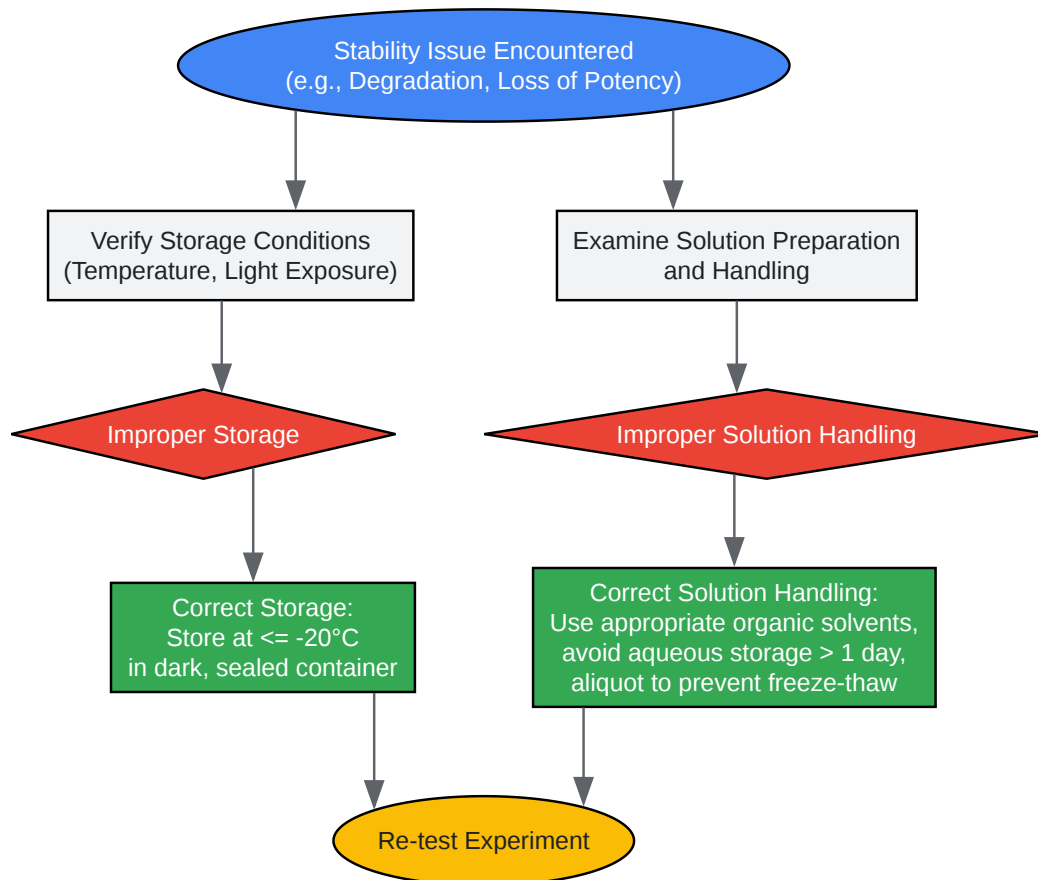 Stability Issue Encountered
(e.g., Degradation, Loss of Potency)
Verify Storage Conditions
(Temperature, Light Exposure)
Examine Solution Preparation
and Handling
Improper Storage
Improper Solution Handling
Correct Storage:
Store at <= -20°C
in dark, sealed container
Correct Solution Handling:
Use appropriate organic solvents,
avoid aqueous storage > 1 day,
aliquot to prevent freeze-thaw
Re-test Experiment